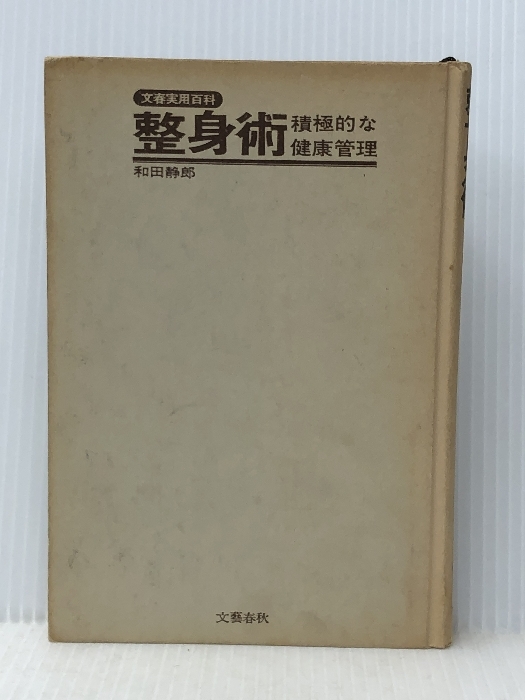 文春実用百科
整身術
積極的な
健康管理
和田静郎
文藝春秋